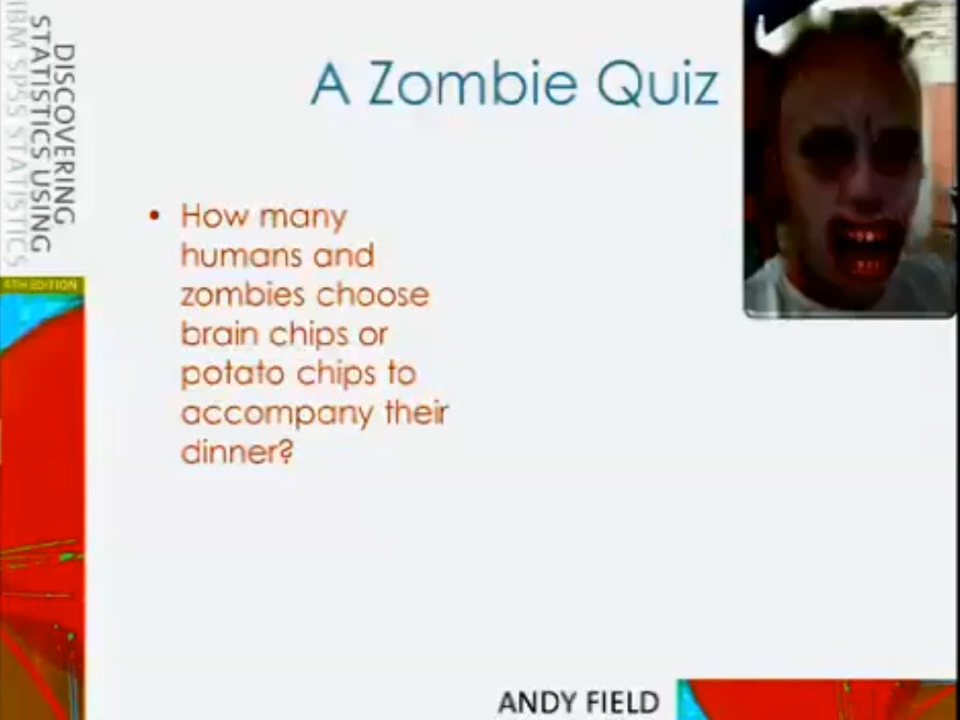 DISCOVERING
STATISTICS USING
IBM SPSS STATISTICS
4TH EDITION
A Zombie Quiz
• How many
humans and
zombies choose
brain chips or
potato chips to
accompany their
dinner?
ANDY FIELD